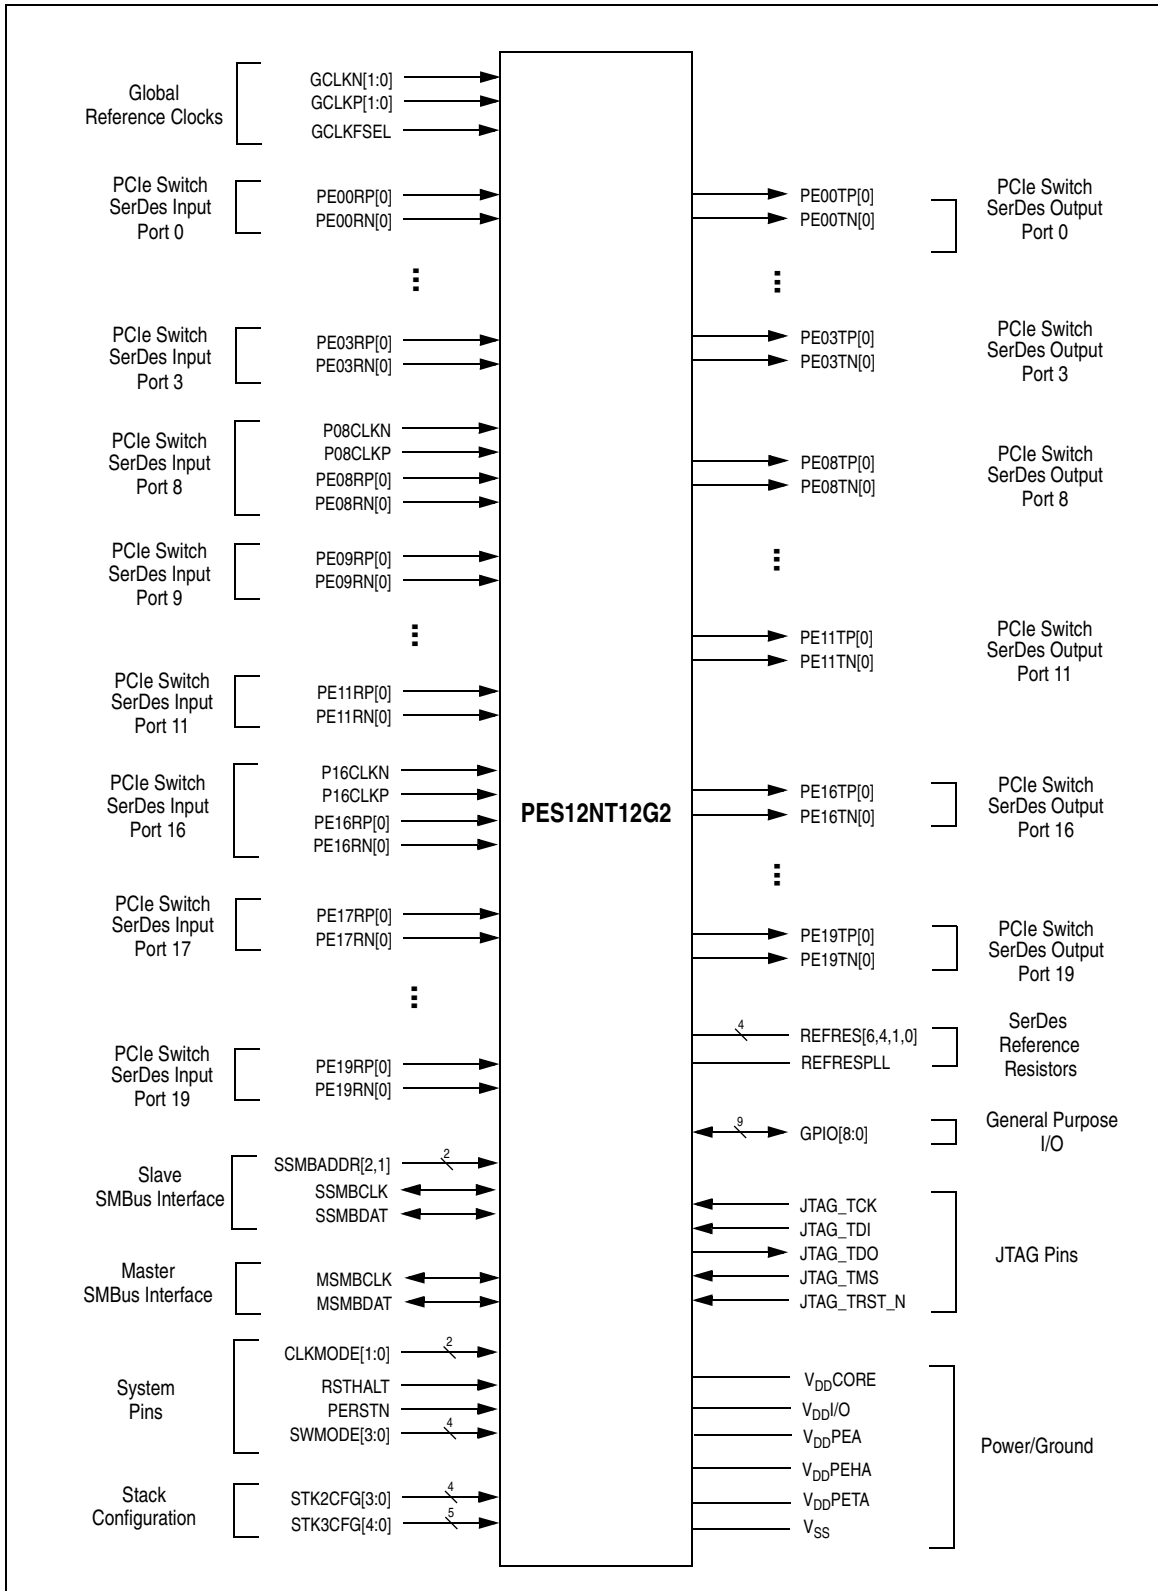 Global
Reference Clocks
GCLKN[1:0]
GCLKP[1:0]
GCLKFSEL
PCIe Switch
SerDes Input
Port 0
PE00RP[0]
PE00RN[0]
...
PCIe Switch
SerDes Input
Port 3
PE03RP[0]
PE03RN[0]
PCIe Switch
SerDes Input
Port 8
P08CLKN
P08CLKP
PE08RP[0]
PE08RN[0]
PCIe Switch
SerDes Input
Port 9
PE09RP[0]
PE09RN[0]
...
PCIe Switch
SerDes Input
Port 11
PE11RP[0]
PE11RN[0]
PCIe Switch
SerDes Input
Port 16
P16CLKN
P16CLKP
PE16RP[0]
PE16RN[0]
PCIe Switch
SerDes Input
Port 17
PE17RP[0]
PE17RN[0]
...
PCIe Switch
SerDes Input
Port 19
PE19RP[0]
PE19RN[0]
Slave
SMBus Interface
SSMBADDR[2,1]
2
SSMBCLK
SSMBDAT
Master
SMBus Interface
MSMBCLK
MSMBDAT
System
Pins
CLKMODE[1:0]
2
RSTHALT
PERSTN
SWMODE[3:0]
4
Stack
Configuration
STK2CFG[3:0]
4
STK3CFG[4:0]
5
PES12NT12G2
PE00TP[0]
PE00TN[0]
PCIe Switch
SerDes Output
Port 0
...
PE03TP[0]
PE03TN[0]
PCIe Switch
SerDes Output
Port 3
PE08TP[0]
PE08TN[0]
PCIe Switch
SerDes Output
Port 8
...
PE11TP[0]
PE11TN[0]
PCIe Switch
SerDes Output
Port 11
PE16TP[0]
PE16TN[0]
PCIe Switch
SerDes Output
Port 16
...
PE19TP[0]
PE19TN[0]
PCIe Switch
SerDes Output
Port 19
4
REFRES[6,4,1,0]
REFRESPLL
SerDes
Reference
Resistors
9
GPIO[8:0]
General Purpose
I/O
JTAG_TCK
JTAG_TDI
JTAG_TDO
JTAG_TMS
JTAG_TRST_N
JTAG Pins
VDDCORE
VDDI/O
VDDPEA
VDDPEHA
VDDPETA
VSS
Power/Ground